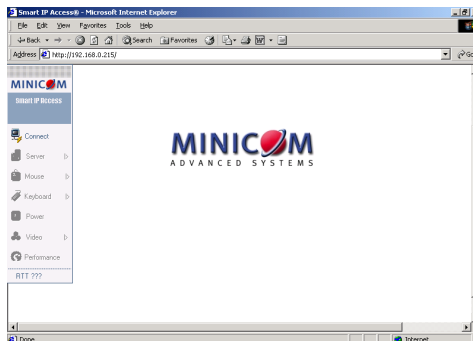 Smart IP Access® - Microsoft Internet Explorer
File Edit View Favorites Tools Help
Back Search Favorites
Address http://192.168.0.215/ Go
MINICOM
Smart IP Access
Connect
Server
Mouse
Keyboard
Power
Video
Performance
RTT ???
MINICOM
ADVANCED SYSTEMS
Done Internet